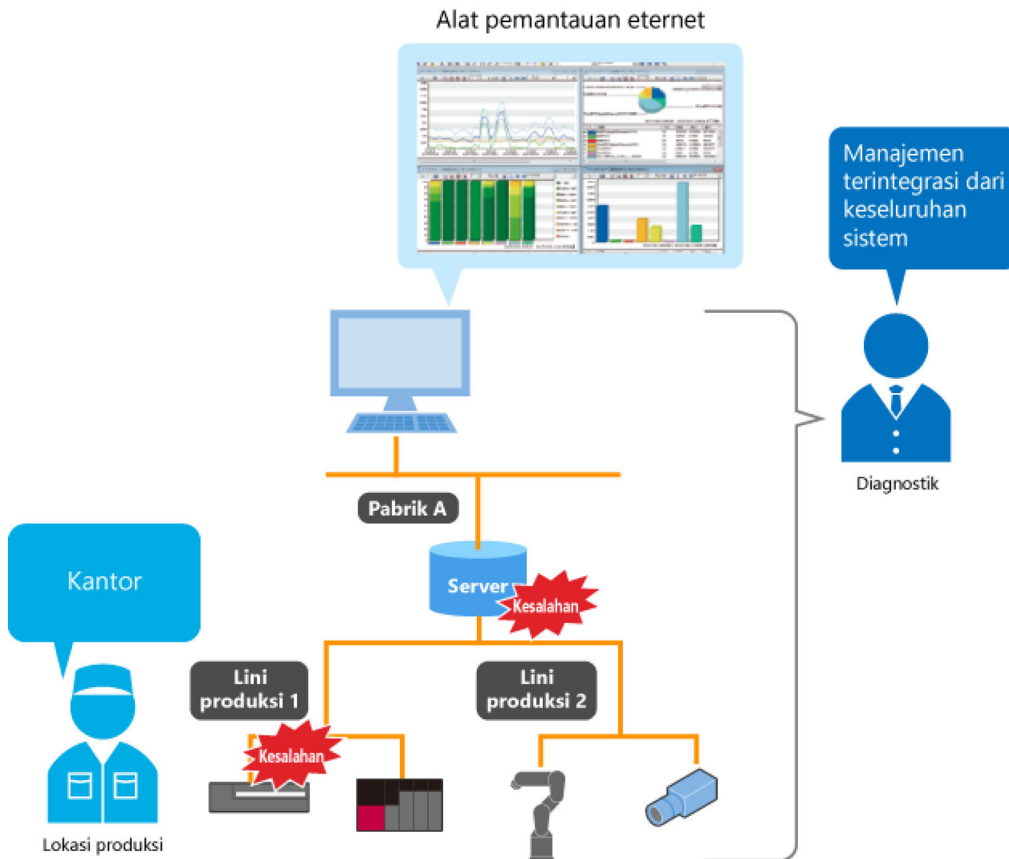 Alat pemantauan eternet
Manajemen
terintegrasi dari
keseluruhan
sistem
Diagnostik
Pabrik A
Kantor
Server
Kesalahan
Lini
produksi 1
Lini
produksi 2
Kesalahan
Lokasi produksi